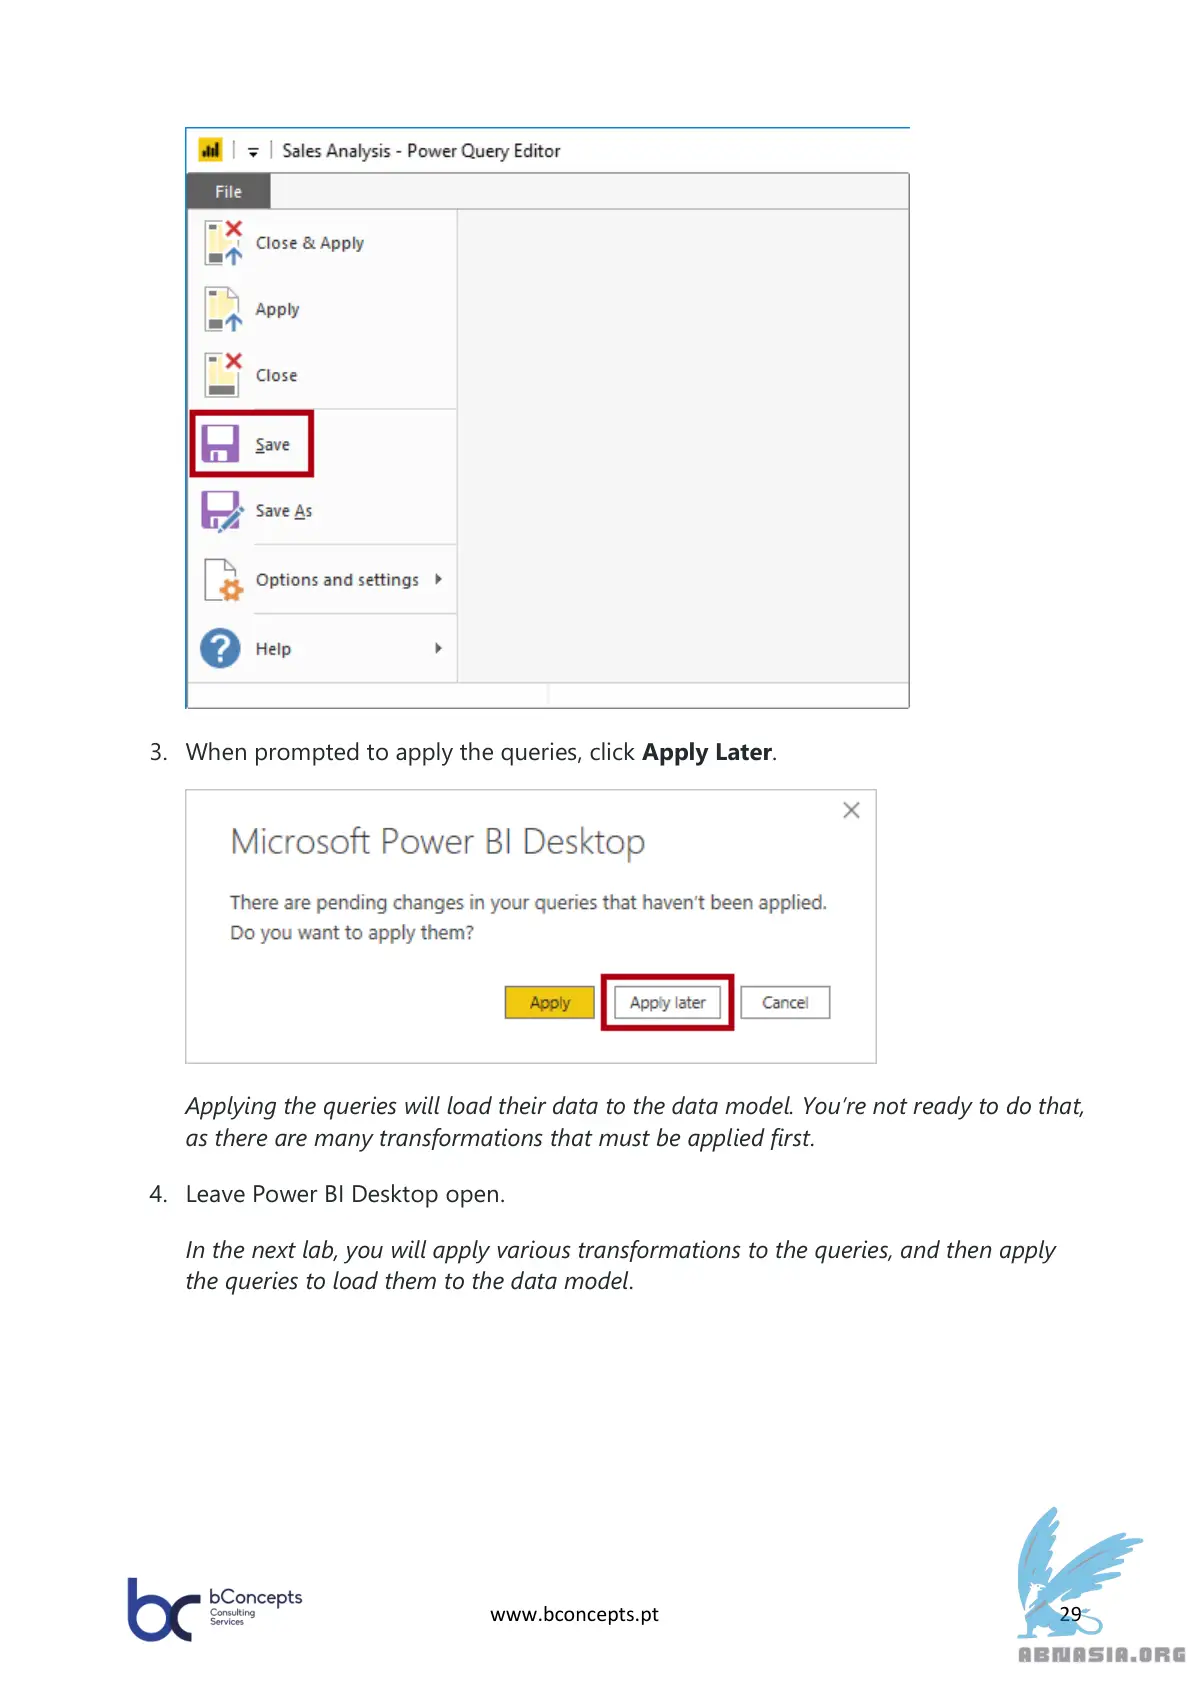 Sales Analysis - Power Query Editor
File
Close & Apply
Apply
Close
Save
Save As
Options and settings
Help
3. When prompted to apply the queries, click Apply Later.
Microsoft Power BI Desktop
There are pending changes in your queries that haven't been applied.
Do you want to apply them?
Apply
Apply later
Cancel
Applying the queries will load their data to the data model. You're not ready to do that,
as there are many transformations that must be applied first.
4. Leave Power BI Desktop open.
In the next lab, you will apply various transformations to the queries, and then apply
the queries to load them to the data model.
bc
bConcepts
Consulting
Services
www.bconcepts.pt
29
ABNASIA.ORG